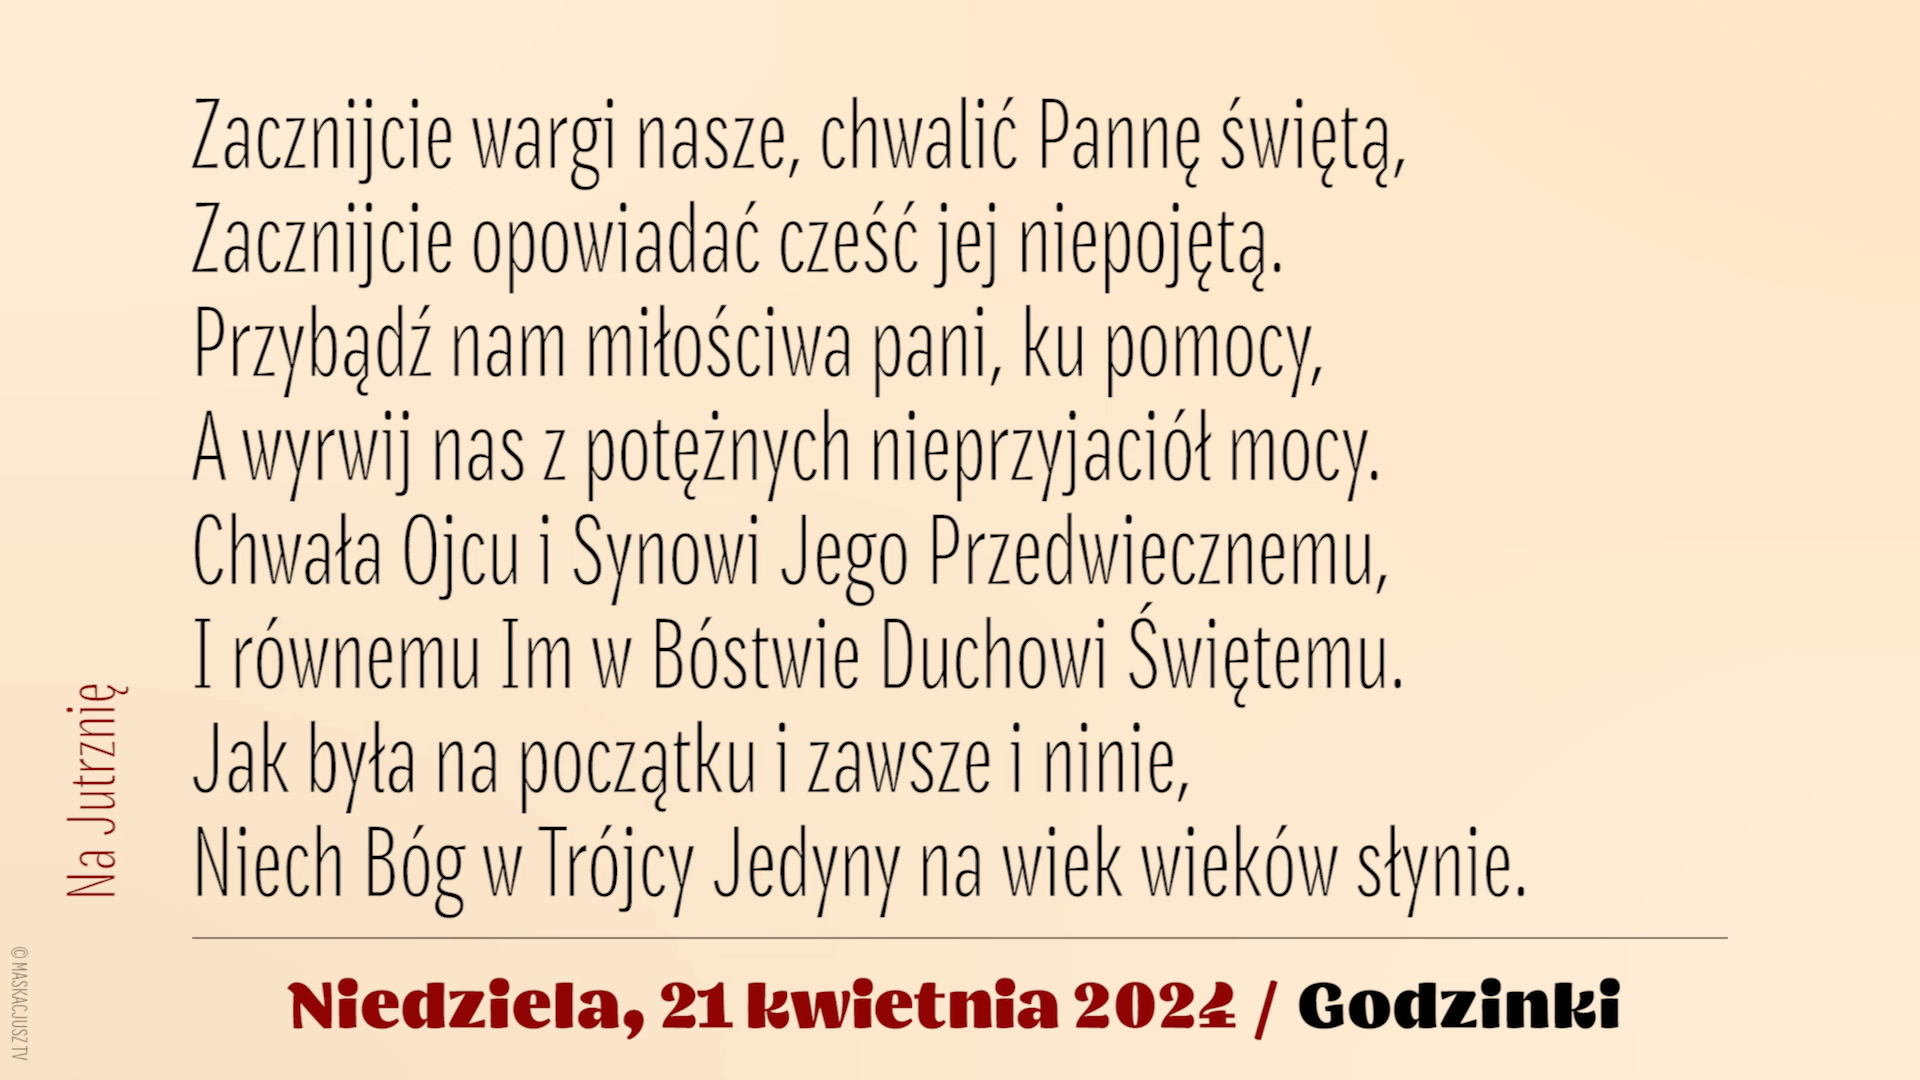 Zacznijcie wargi nasze, chwalić Pannę świętą,
Zacznijcie opowiadać cześć jej niepojętą.
Przybądź nam miłościwa pani, ku pomocy,
A wyrwij nas z potężnych nieprzyjaciół mocy.
Chwała Ojcu i Synowi Jego Przedwiecznemu,
I równemu Im w Bóstwie Duchowi Świętemu.
Jak była na początku i zawsze i ninie,
Niech Bóg w Trójcy Jedyny na wiek wieków słynie.
Na Jutrznię
© MASKACJUSZ TV
Niedziela, 21 kwietnia 2024 / Godzinki